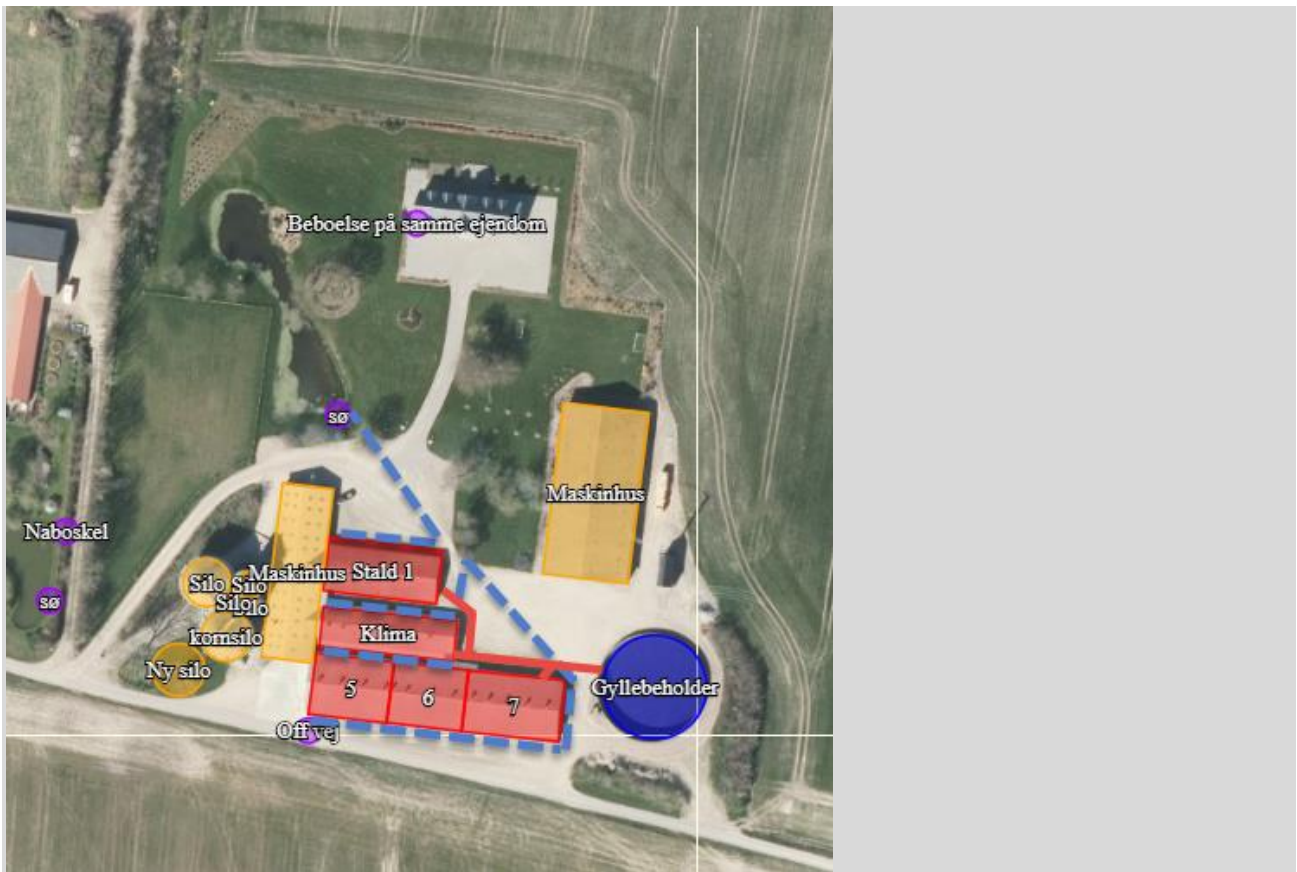 Beboelse på samme ejendom
sø
Maskinhus
Naboskel
Maskinhus
Stald 1
Silo
Silo
Silo
Silo
sø
kornsilo
Klima
Ny silo
5
6
7
Gyllebeholder
Off vej